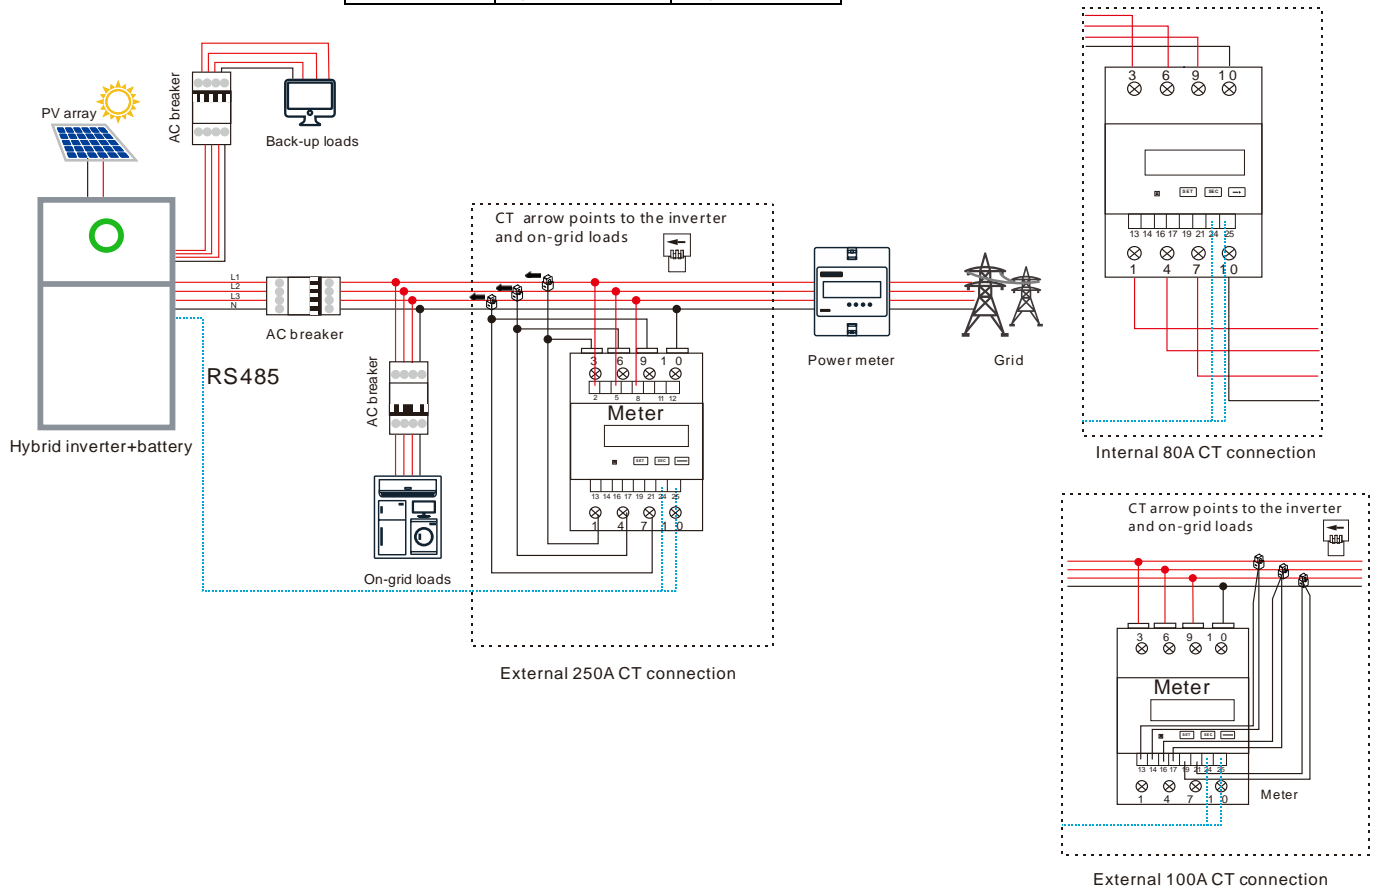 AC breaker
PV array
Back-up loads
L1
L2
L3
N
AC breaker
RS485
Hybrid inverter+battery
AC breaker
On-grid loads
CT arrow points to the inverter
and on-grid loads
3 6 9 1 0
2 5 8 11 12
Meter
SET SEC
13 14 16 17 19 21 24 25
1 4 7 1 0
External 250A CT connection
Power meter
Grid
3 6 9 1 0
SET SEC
13 14 16 17 19 21 24 25
1 4 7 1 0
Internal 80A CT connection
CT arrow points to the inverter
and on-grid loads
3 6 9 1 0
Meter
SET SEC
13 14 16 17 19 21 24 25
1 4 7 1 0
Meter
External 100A CT connection